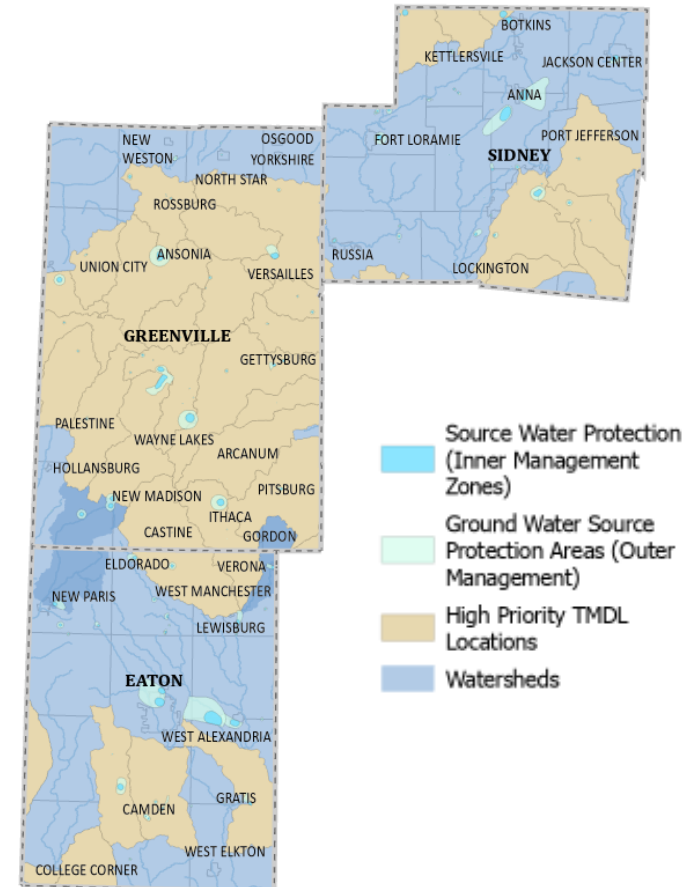 BOTKINS
KETTLERSVILE
JACKSON CENTER
ANNA
FORT LORAMIE
PORT JEFFERSON
SIDNEY
RUSSIA
LOCKINGTON
NEW
WESTON
OSGOOD
YORKSHIRE
NORTH STAR
ROSSBURG
ANSONIA
UNION CITY
VERSAILLES
GREENVILLE
GETTYSBURG
PALESTINE
WAYNE LAKES
ARCANUM
HOLLANSBURG
PITSBURG
NEW MADISON
ITHACA
CASTINE
GORDON
ELDORADO
VERONA
WEST MANCHESTER
NEW PARIS
LEWISBURG
EATON
WEST ALEXANDRIA
GRATIS
CAMDEN
WEST ELKTON
COLLEGE CORNER
Source Water Protection
(Inner Management
Zones)
Ground Water Source
Protection Areas (Outer
Management)
High Priority TMDL
Locations
Watersheds